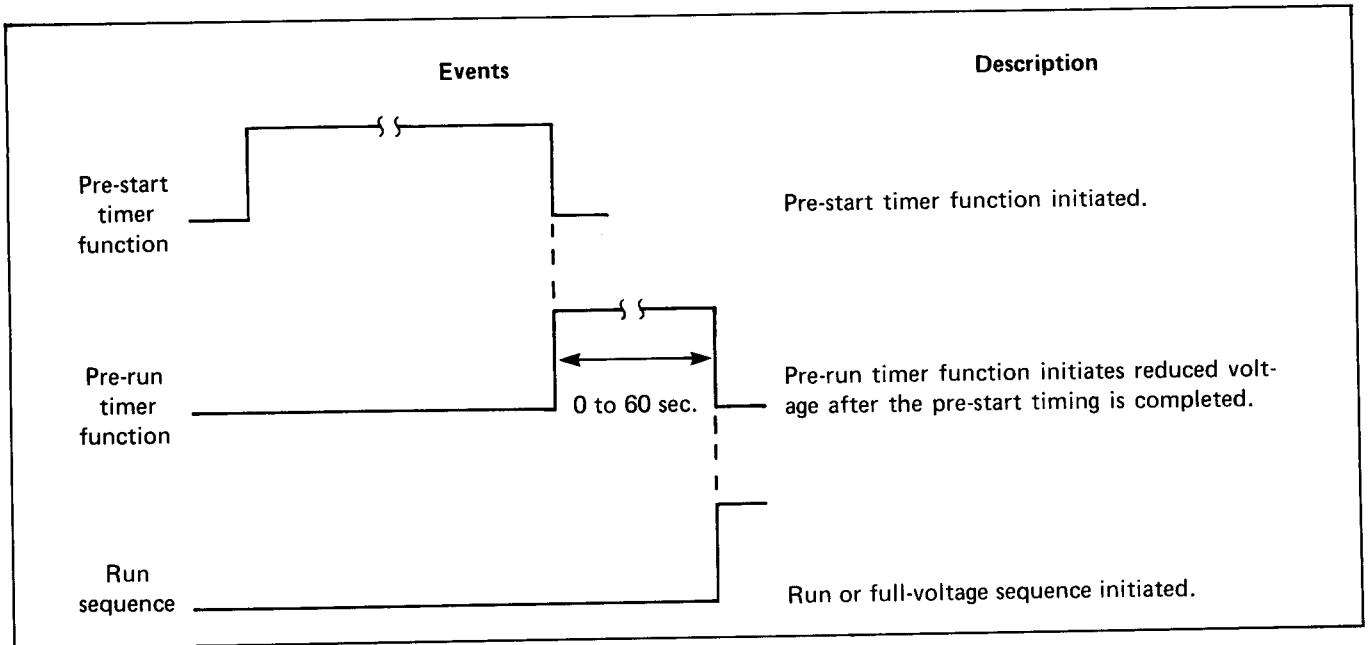 Events
Description
Pre-start
timer
function
Pre-start timer function initiated.
Pre-run
timer
function
0 to 60 sec.
Pre-run timer function initiates reduced volt-
age after the pre-start timing is completed.
Run
sequence
Run or full-voltage sequence initiated.